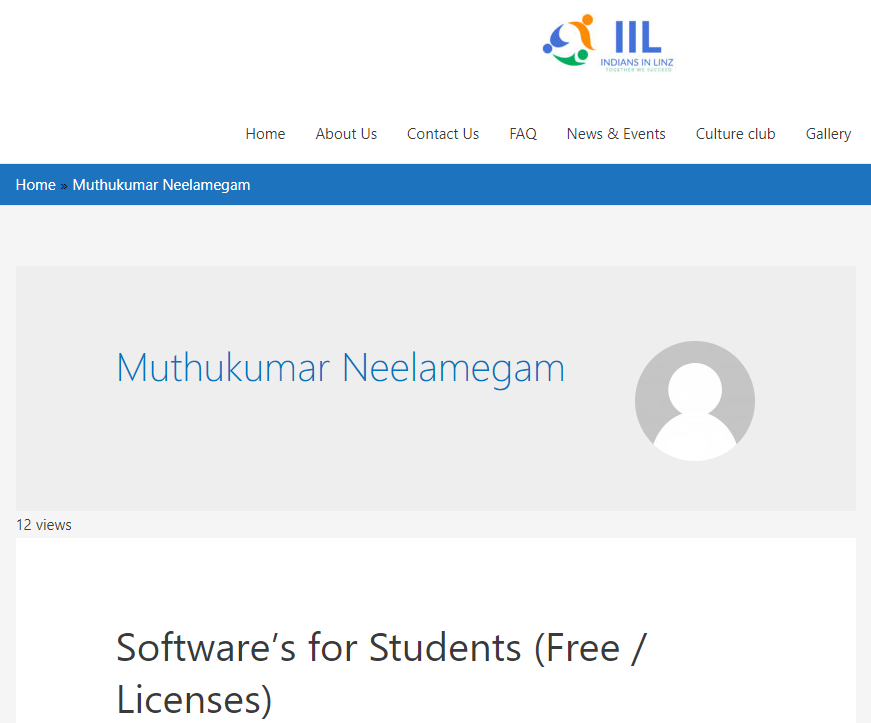 IIL
INDIANS IN LINZ
TOGETHER WE SUCCEED
Home About Us Contact Us FAQ News & Events Culture club Gallery
Home » Muthukumar Neelamegam
Muthukumar Neelamegam
12 views
Software’s for Students (Free /
Licenses)